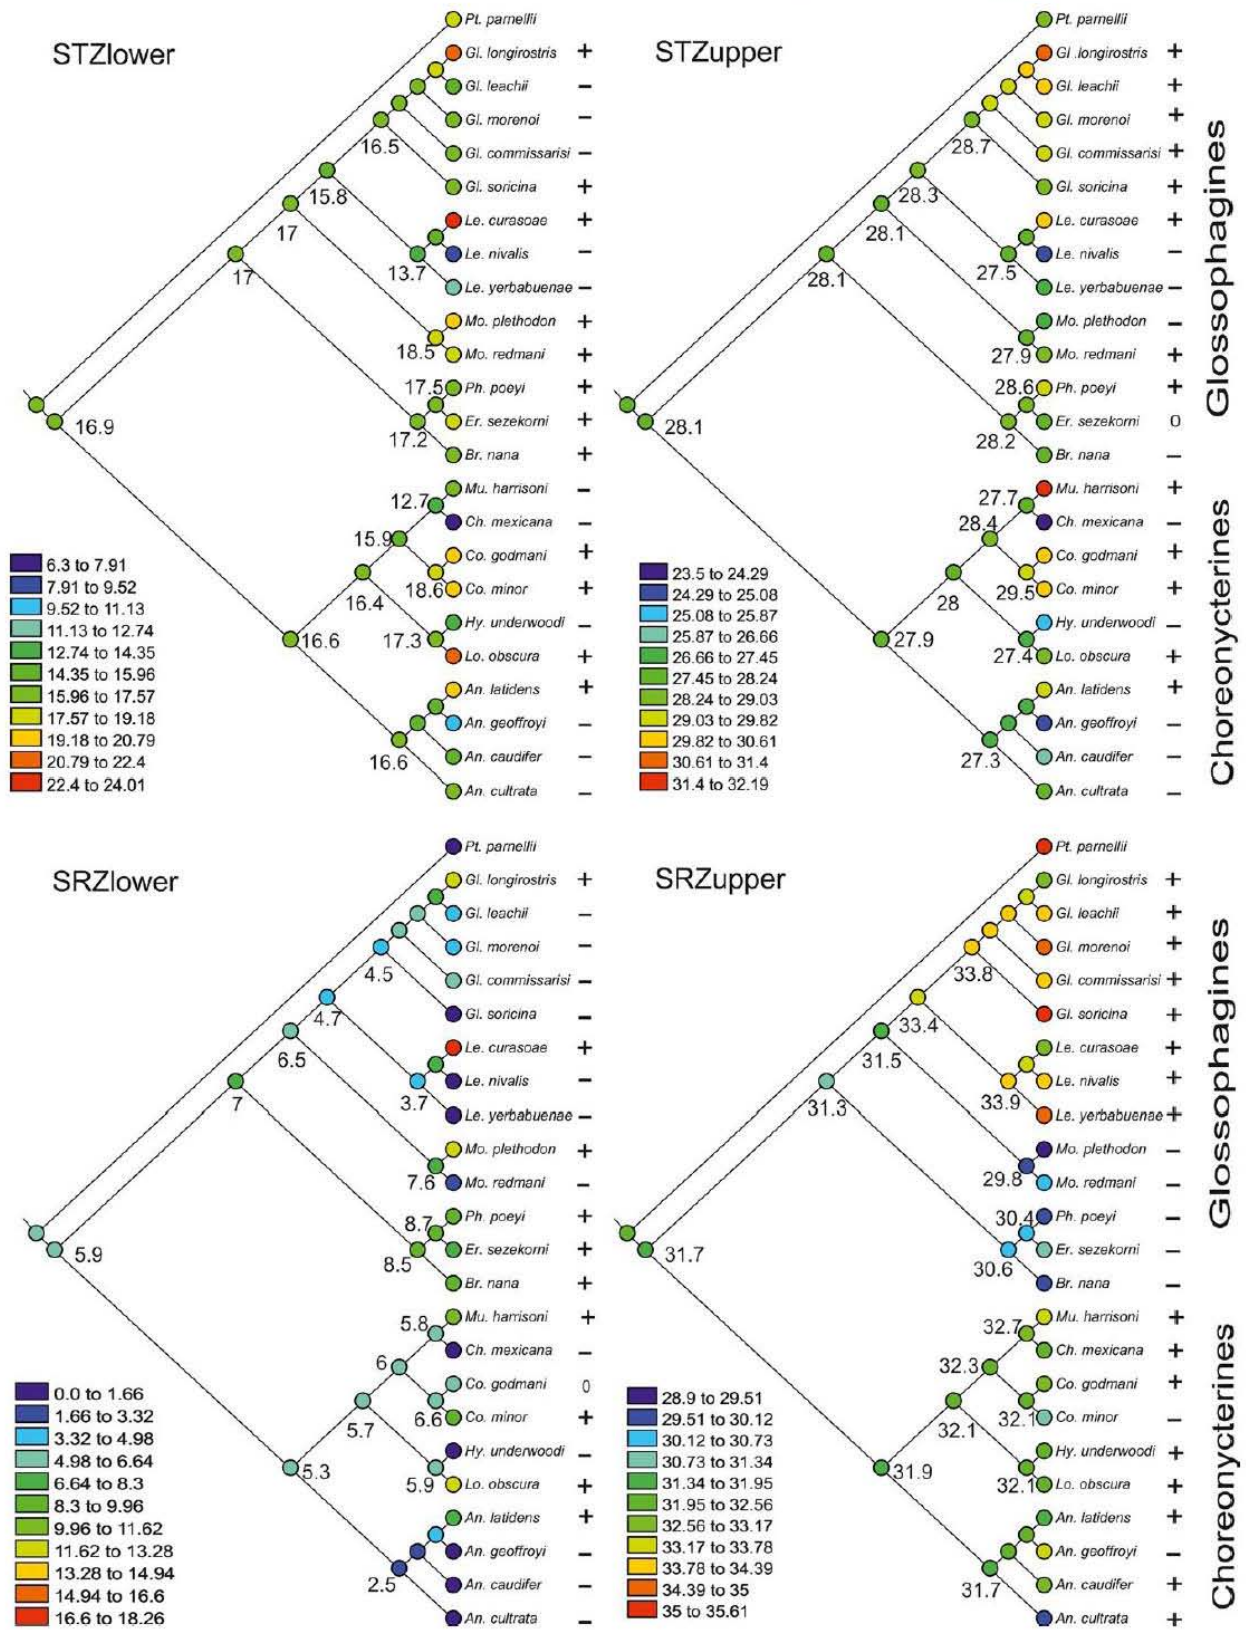 STZlower
Pt. parnellii
Gl. longirostris +
Gl. leachii –
Gl. morenoi –
16.5
Gl. commissarisi –
15.8
Gl. soricina +
17
Le. curasoae +
Le. nivalis –
13.7
Le. yerbabuenae –
17
Mo. plethodon +
18.5
Mo. redmani +
17.5
Ph. poeyi +
16.9
Er. sezekorni +
17.2
Br. nana +
12.7
Mu. harrisoni –
Ch. mexicana –
15.9
Co. godmani +
16.4
18.6
Co. minor +
Hy. underwoodi –
16.6
17.3
Lo. obscura +
An. latidens +
An. geoffroyi –
16.6
An. caudifer –
An. cultrata –
6.3 to 7.91
7.91 to 9.52
9.52 to 11.13
11.13 to 12.74
12.74 to 14.35
14.35 to 15.96
15.96 to 17.57
17.57 to 19.18
19.18 to 20.79
20.79 to 22.4
22.4 to 24.01
STZupper
Pt. parnellii
Gl .longirostris +
Gl. leachii +
Gl. morenoi +
28.7
Gl. commissarisi +
28.3
Gl. soricina +
28.1
Le. curasoae +
Le. nivalis –
27.5
Le. yerbabuenae –
28.1
Mo. plethodon –
27.9
Mo. redmani +
28.6
Ph. poeyi +
28.1
Er. sezekorni 0
28.2
Br. nana –
27.7
Mu. harrisoni +
28.4
Ch. mexicana –
Co. godmani +
28
29.5
Co. minor +
Hy. underwoodi –
27.9
27.4
Lo. obscura +
An. latidens +
An. geoffroyi –
27.3
An. caudifer –
An. cultrata –
23.5 to 24.29
24.29 to 25.08
25.08 to 25.87
25.87 to 26.66
26.66 to 27.45
27.45 to 28.24
28.24 to 29.03
29.03 to 29.82
29.82 to 30.61
30.61 to 31.4
31.4 to 32.19
Glossophagines
Choreonycterines
SRZlower
Pt. parnellii
Gl. longirostris +
Gl. leachii –
Gl. morenoi –
4.5
Gl. commissarisi –
4.7
Gl. soricina –
6.5
Le. curasoae +
Le. nivalis –
3.7
Le. yerbabuenae –
7
Mo. plethodon +
7.6
Mo. redmani –
8.7
Ph. poeyi +
5.9
Er. sezekorni +
8.5
Br. nana +
5.8
Mu. harrisoni +
6
Ch. mexicana –
Co. godmani 0
5.7
6.6
Co. minor +
Hy. underwoodi –
5.3
5.9
Lo. obscura +
An. latidens +
An. geoffroyi –
2.5
An. caudifer –
An. cultrata –
0.0 to 1.66
1.66 to 3.32
3.32 to 4.98
4.98 to 6.64
6.64 to 8.3
8.3 to 9.96
9.96 to 11.62
11.62 to 13.28
13.28 to 14.94
14.94 to 16.6
16.6 to 18.26
SRZupper
Pt. parnellii
Gl. longirostris +
Gl. leachii +
Gl. morenoi +
33.8
Gl. commissarisi +
33.4
Gl. soricina +
31.5
Le. curasoae +
Le. nivalis +
33.9
Le. yerbabuenae +
31.3
Mo. plethodon –
29.8
Mo. redmani –
30.4
Ph. poeyi –
31.7
Er. sezekorni –
30.6
Br. nana –
32.7
Mu. harrisoni +
32.3
Ch. mexicana +
Co. godmani +
32.1
32.1
Co. minor –
Hy. underwoodi +
31.9
32.1
Lo. obscura +
An. latidens +
An. geoffroyi –
31.7
An. caudifer +
An. cultrata +
28.9 to 29.51
29.51 to 30.12
30.12 to 30.73
30.73 to 31.34
31.34 to 31.95
31.95 to 32.56
32.56 to 33.17
33.17 to 33.78
33.78 to 34.39
34.39 to 35
35 to 35.61
Glossophagines
Choreonycterines